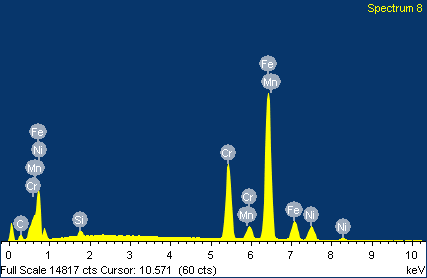 Spectrum 8
Fe
Mn
Fe
Ni
Mn
Cr
C
Si
Cr
Cr
Mn
Fe
Ni
Ni
0 1 2 3 4 5 6 7 8 9 10
Full Scale 14817 cts Cursor: 10.571 (60 cts) keV